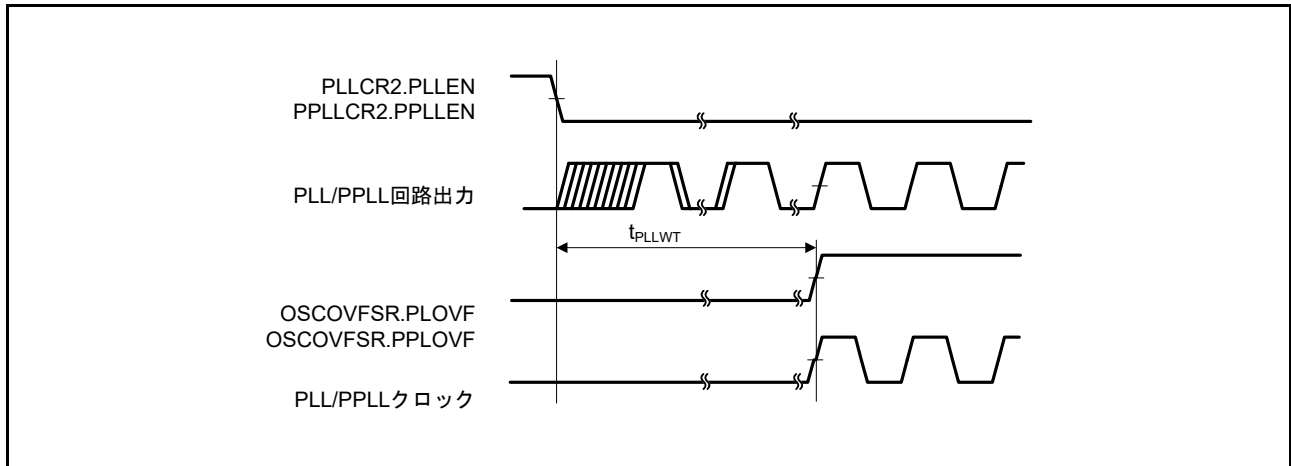 PLLCR2.PLLEN
PPLLCR2.PPLLEN
PLL/PPLL回路出力
tPLLWT
OSCOVFSR.PLOVF
OSCOVFSR.PPLOVF
PLL/PPLLクロック